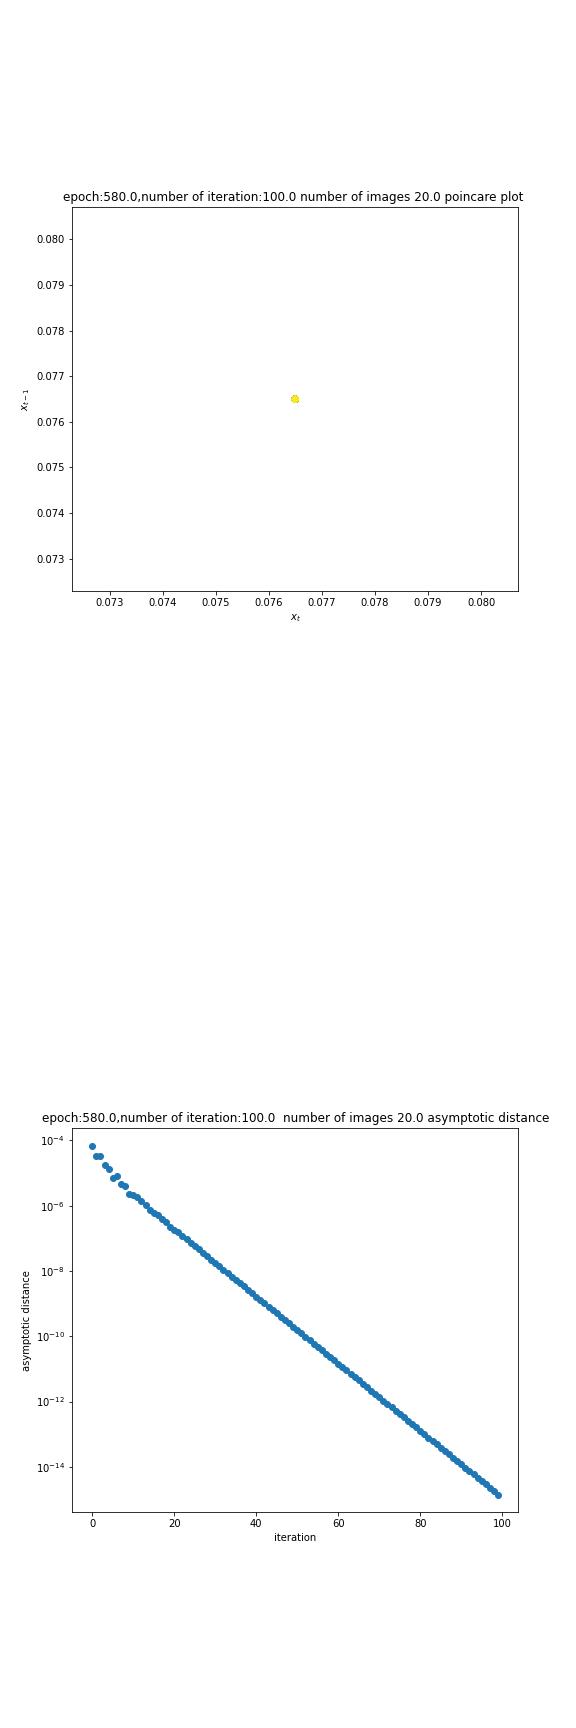 epoch:580.0,number of iteration:100.0 number of images 20.0 poincare plot
0.080
0.079
0.078
0.077
0.076
0.075
0.074
0.073
x_{t-1}
0.073 0.074 0.075 0.076 0.077 0.078 0.079 0.080
x_t
epoch:580.0,number of iteration:100.0  number of images 20.0 asymptotic distance
10^{-4}
10^{-6}
10^{-8}
10^{-10}
10^{-12}
10^{-14}
asymptotic distance
0 20 40 60 80 100
iteration